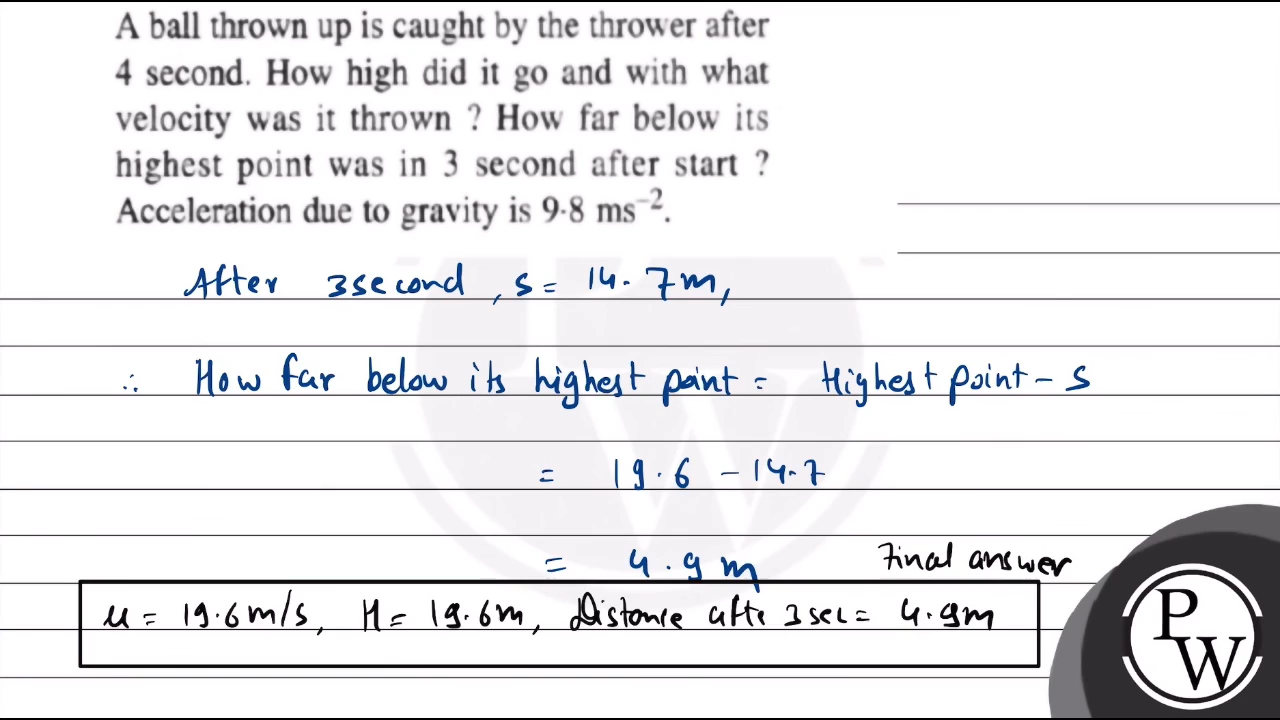 A ball thrown up is caught by the thrower after
4 second. How high did it go and with what
velocity was it thrown ? How far below its
highest point was in 3 second after start ?
Acceleration due to gravity is 9·8 ms⁻².
After 3second, s= 14.7m,
∴ How far below its highest point = Highest point - s
= 19.6 - 14.7
= 4.9 m
Final answer
u = 19.6 m/s, H = 19.6m, Distance afte 3 sec = 4.9m
PW